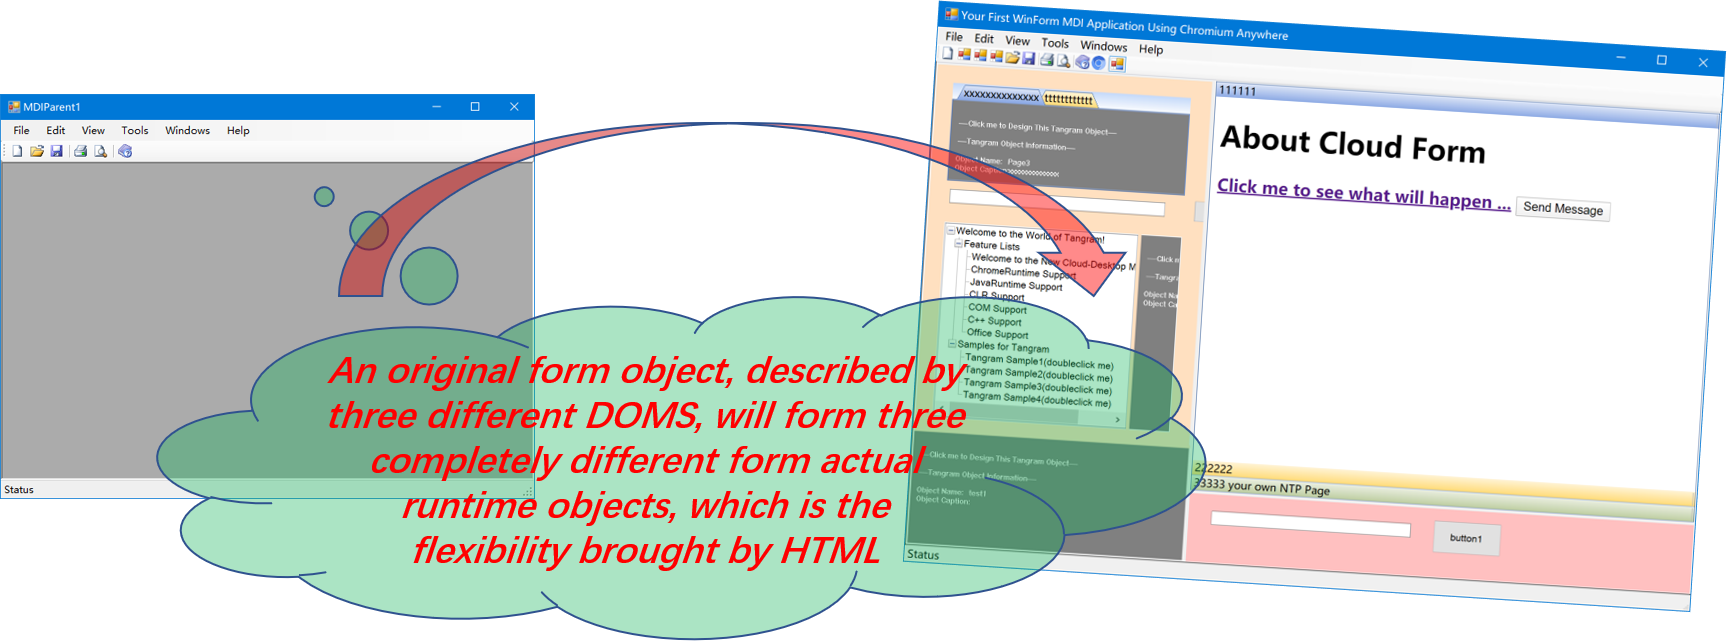 MDIParent1
File Edit View Tools Windows Help
Status
An original form object, described by
three different DOMS, will form three
completely different form actual
runtime objects, which is the
flexibility brought by HTML
Your First WinForm MDI Application Using Chromium Anywhere
File Edit View Tools Windows Help
xxxxxxxxxxxxxx tttttttttttt
----Click me to Design This Tangram Object----
----Tangram Object Information----
Object Name: Page3
Object Caption:xxxxxxxxxxxxxx
Welcome to the World of Tangram!
Feature Lists
Welcome to the New Cloud-Desktop M
ChromeRuntime Support
JavaRuntime Support
CLR Support
COM Support
C++ Support
Office Support
Samples for Tangram
Tangram Sample1(doubleclick me)
Tangram Sample2(doubleclick me)
Tangram Sample3(doubleclick me)
Tangram Sample4(doubleclick me)
----Click m
----Tangra
Object Na
Object Ca
----Click me to Design This Tangram Object----
----Tangram Object Information----
Object Name: test1
Object Caption:
Status
111111
About Cloud Form
Click me to see what will happen ... Send Message
222222
33333 your own NTP Page
button1